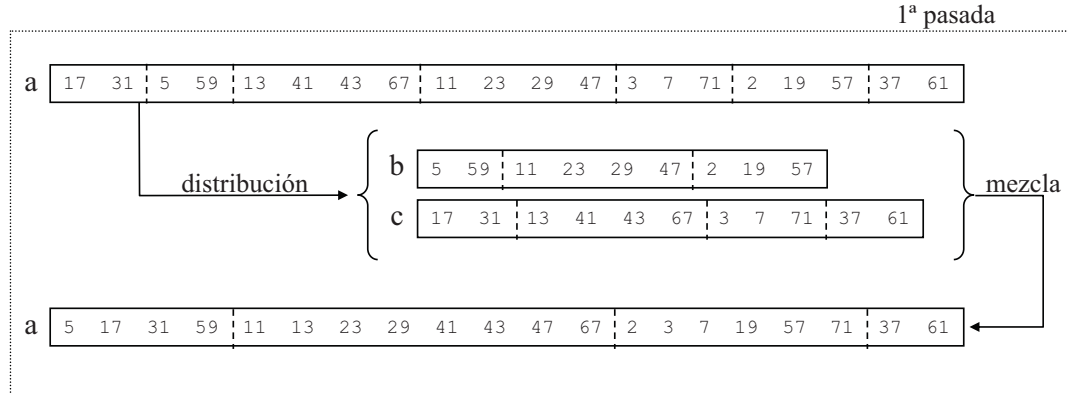 1ª pasada
a 17 31 5 59 13 41 43 67 11 23 29 47 3 7 71 2 19 57 37 61
b 5 59 11 23 29 47 2 19 57
distribución
mezcla
c 17 31 13 41 43 67 3 7 71 37 61
a 5 17 31 59 11 13 23 29 41 43 47 67 2 3 7 19 57 71 37 61